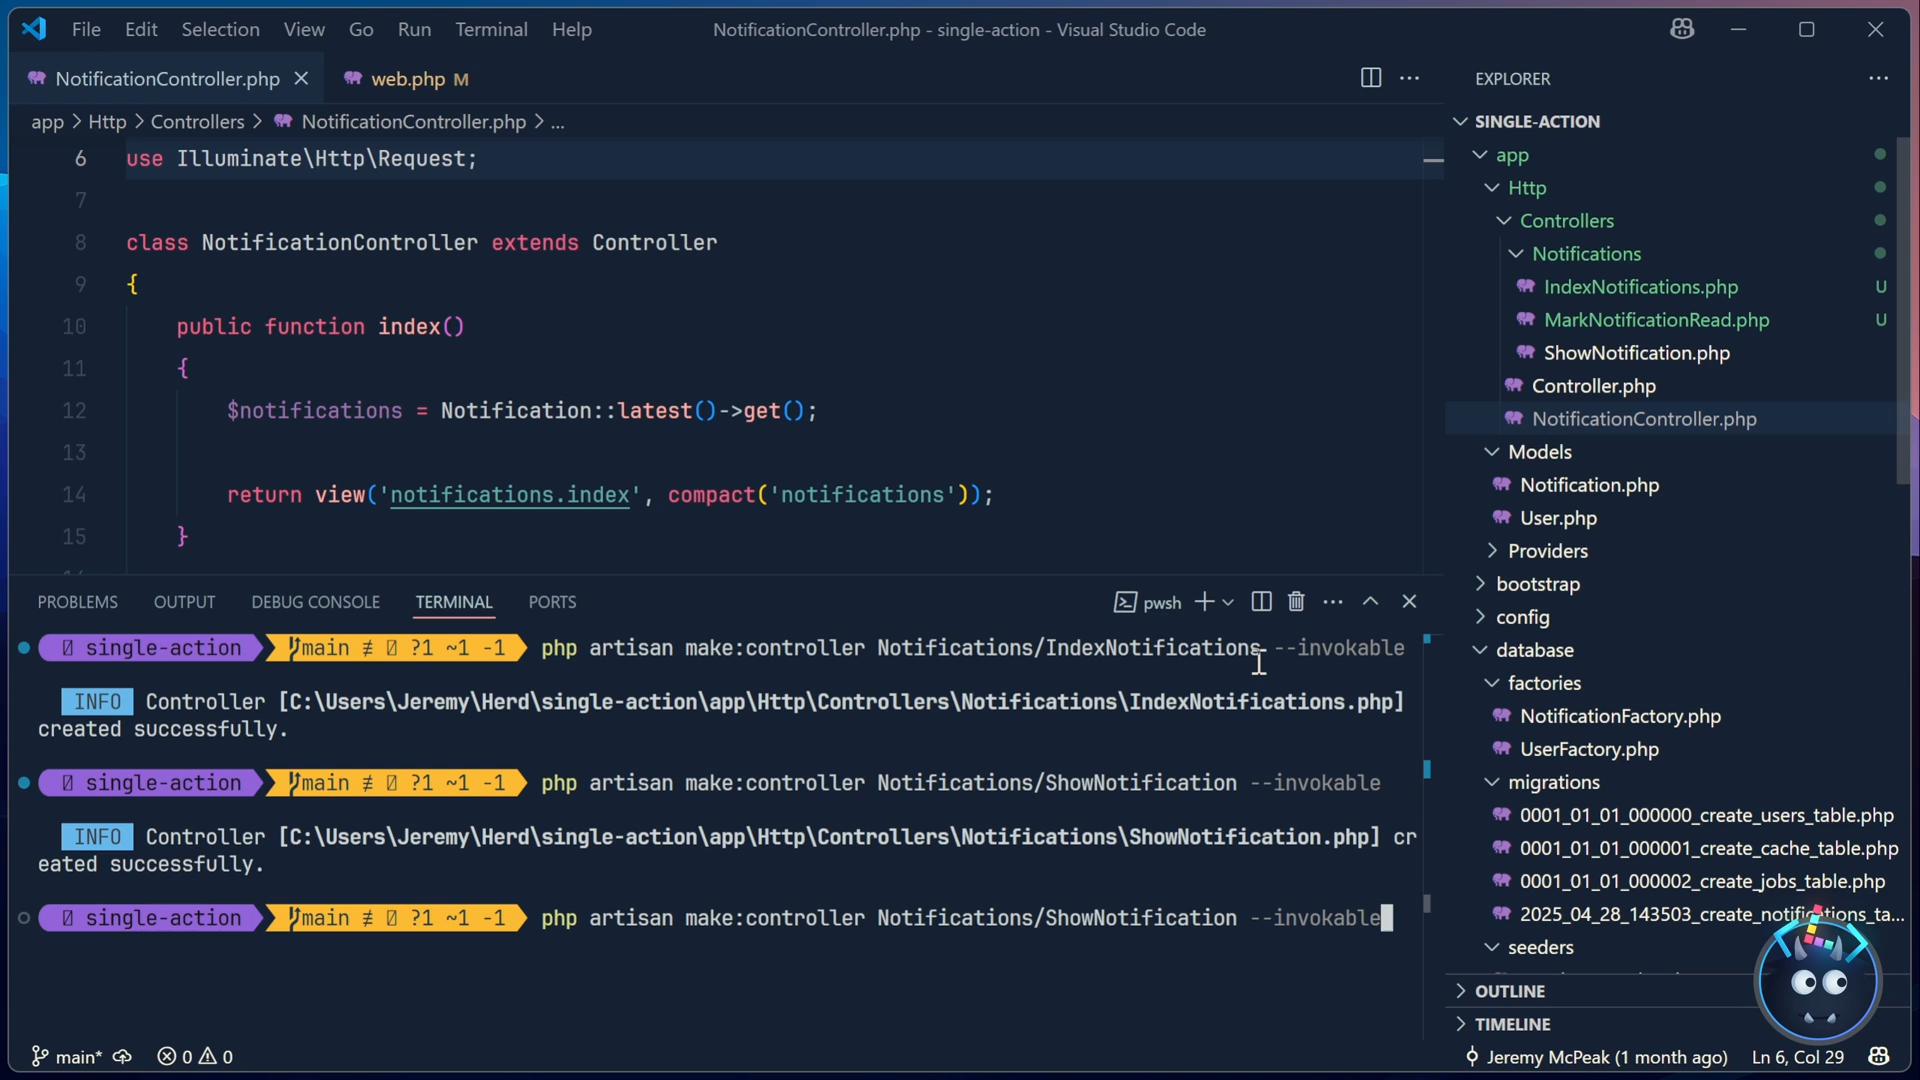 File Edit Selection View Go Run Terminal Help
NotificationController.php - single-action - Visual Studio Code
NotificationController.php
web.php M
app > Http > Controllers > NotificationController.php > ...
6 use Illuminate\Http\Request;
7
8 class NotificationController extends Controller
9 {
10 public function index()
11 {
12 $notifications = Notification::latest()->get();
13
14 return view('notifications.index', compact('notifications'));
15 }
PROBLEMS OUTPUT DEBUG CONSOLE TERMINAL PORTS
pwsh
single-action main ≢ ?1 ~1 -1 php artisan make:controller Notifications/IndexNotifications --invokable
INFO Controller [C:\Users\Jeremy\Herd\single-action\app\Http\Controllers\Notifications\IndexNotifications.php]
created successfully.
single-action main ≢ ?1 ~1 -1 php artisan make:controller Notifications/ShowNotification --invokable
INFO Controller [C:\Users\Jeremy\Herd\single-action\app\Http\Controllers\Notifications\ShowNotification.php] cr
eated successfully.
single-action main ≢ ?1 ~1 -1 php artisan make:controller Notifications/ShowNotification --invokable
EXPLORER
SINGLE-ACTION
app
Http
Controllers
Notifications
IndexNotifications.php U
MarkNotificationRead.php U
ShowNotification.php
Controller.php
NotificationController.php
Models
Notification.php
User.php
Providers
bootstrap
config
database
factories
NotificationFactory.php
UserFactory.php
migrations
0001_01_01_000000_create_users_table.php
0001_01_01_000001_create_cache_table.php
0001_01_01_000002_create_jobs_table.php
2025_04_28_143503_create_notifications_ta...
seeders
OUTLINE
TIMELINE
main* 0 0
Jeremy McPeak (1 month ago) Ln 6, Col 29